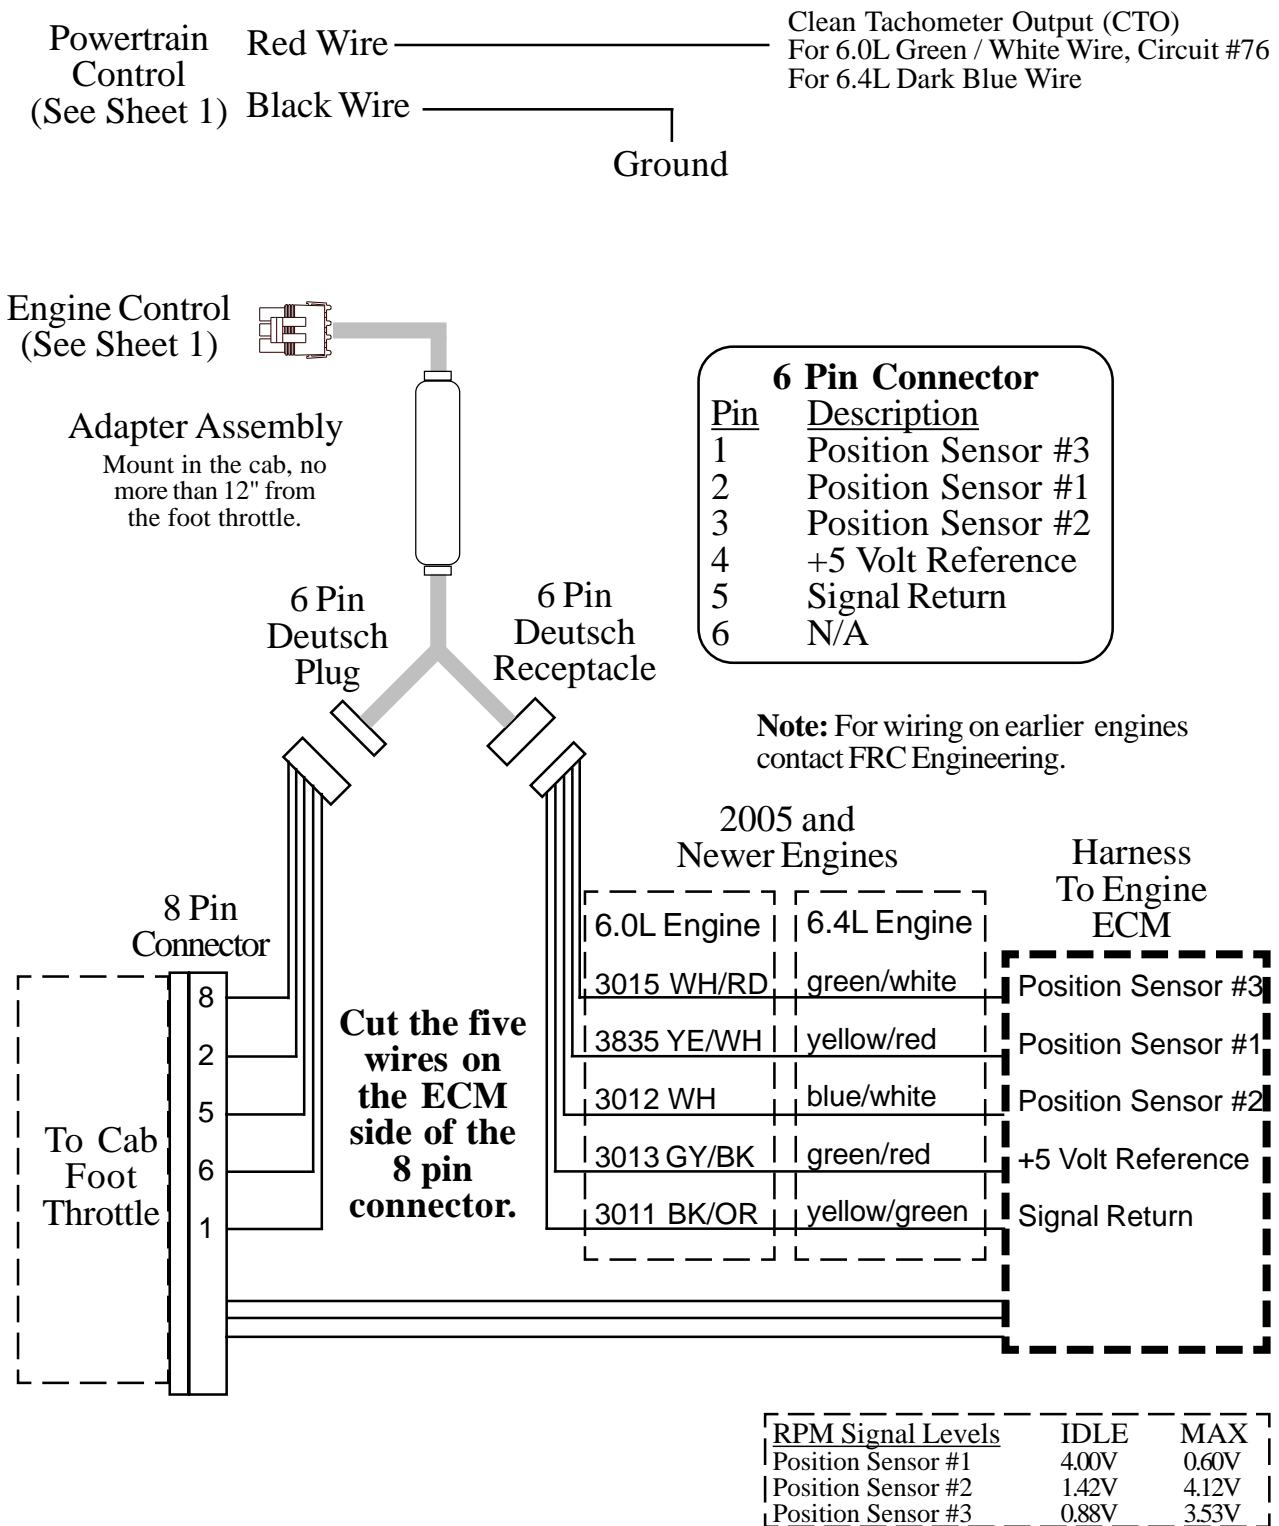 Powertrain
Control
(See Sheet 1)
Red Wire
Black Wire
Clean Tachometer Output (CTO)
For 6.0L Green / White Wire, Circuit #76
For 6.4L Dark Blue Wire
Ground
Engine Control
(See Sheet 1)
Adapter Assembly
Mount in the cab, no
more than 12" from
the foot throttle.
6 Pin Connector
Pin Description
1 Position Sensor #3
2 Position Sensor #1
3 Position Sensor #2
4 +5 Volt Reference
5 Signal Return
6 N/A
6 Pin
Deutsch
Plug
6 Pin
Deutsch
Receptacle
Note: For wiring on earlier engines
contact FRC Engineering.
2005 and
Newer Engines
Harness
To Engine
ECM
8 Pin
Connector
6.0L Engine
6.4L Engine
8
3015 WH/RD
green/white
Position Sensor #3
2
3835 YE/WH
yellow/red
Position Sensor #1
5
3012 WH
blue/white
Position Sensor #2
6
3013 GY/BK
green/red
+5 Volt Reference
1
3011 BK/OR
yellow/green
Signal Return
To Cab
Foot
Throttle
Cut the five
wires on
the ECM
side of the
8 pin
connector.
RPM Signal Levels IDLE MAX
Position Sensor #1 4.00V 0.60V
Position Sensor #2 1.42V 4.12V
Position Sensor #3 0.88V 3.53V